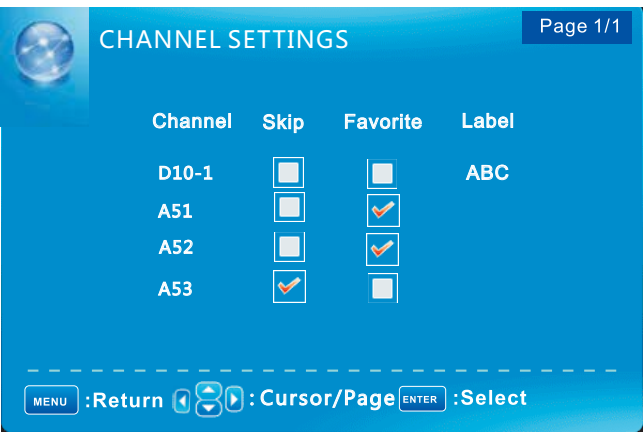 CHANNEL SETTINGS
Page 1/1
Channel Skip Favorite Label
D10-1 ABC
A51
A52
A53
MENU :Return : Cursor/Page ENTER :Select